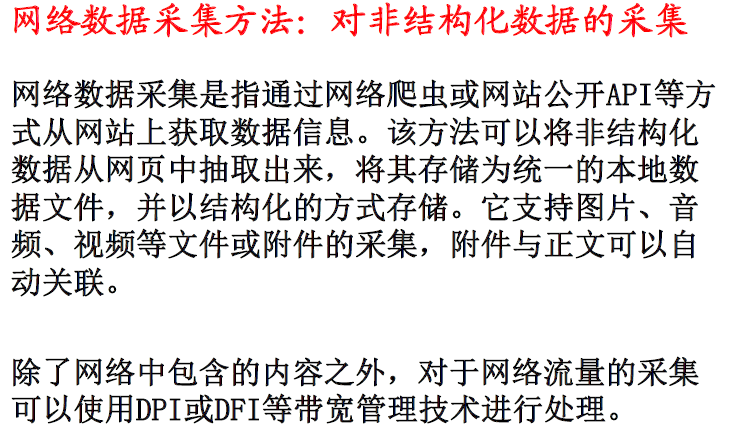 网络数据采集方法：对非结构化数据的采集
网络数据采集是指通过网络爬虫或网站公开API等方
式从网站上获取数据信息。该方法可以将非结构化
数据从网页中抽取出来，将其存储为统一的本地数
据文件，并以结构化的方式存储。它支持图片、音
频、视频等文件或附件的采集，附件与正文可以自
动关联。
除了网络中包含的内容之外，对于网络流量的采集
可以使用DPI或DFI等带宽管理技术进行处理。